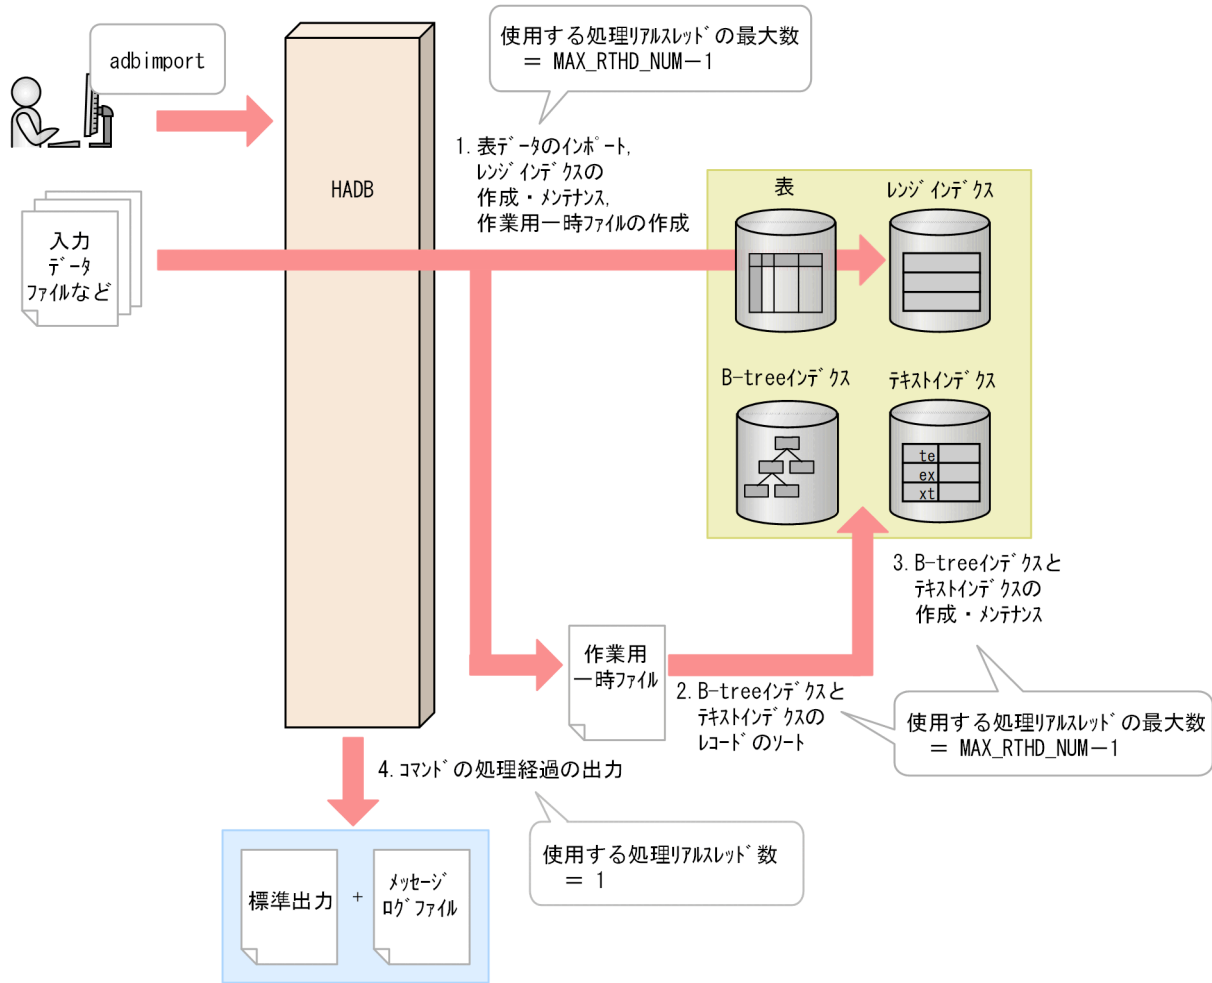 adbimport
使用する処理リアルスレッドの最大数
＝ MAX_RTHD_NUM－1
HADB
1. 表データのインポート,
レンジインデクスの
作成・メンテナンス,
作業用一時ファイルの作成
入力
データ
ファイルなど
表
レンジインデクス
B-treeインデクス
テキストインデクス
te
ex
xt
3. B-treeインデクスと
テキストインデクスの
作成・メンテナンス
作業用
一時ファイル
2. B-treeインデクスと
テキストインデクスの
レコードのソート
使用する処理リアルスレッドの最大数
＝ MAX_RTHD_NUM－1
4. コマンドの処理経過の出力
使用する処理リアルスレッド数
＝ 1
標準出力
+
メッセージ
ログファイル